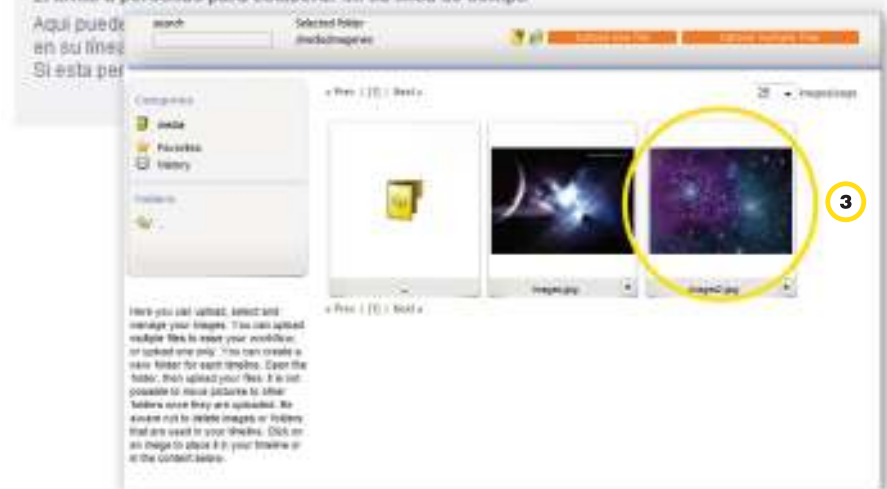 Aqui puede
en su línea
Si esta per
search
Selected folder
Categories
media
Favorites
History
Folders
..
« Prev | [1] | Next »
images/page
..
images.jpg
images2.jpg
3
« Prev | [1] | Next »
Here you can upload, select and
manage your images. You can upload
multiple files to ease your workflow,
or upload one only. You can create a
new folder for each timeline. Open the
folder, then upload your files. It is not
possible to move pictures to other
folders once they are uploaded. Be
aware not to delete images or folders
that are used in your timeline. Click on
an image to place it in your timeline or
in the content below.